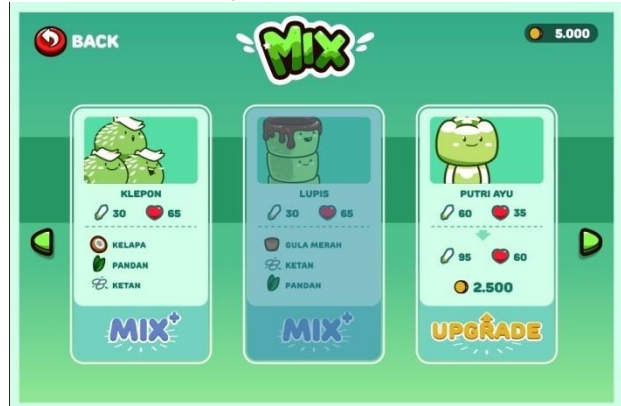 BACK
MIX
5.000
KLEPON
30 65
KELAPA
PANDAN
KETAN
MIX+
LUPIS
30 65
GULA MERAH
KETAN
PANDAN
MIX+
PUTRI AYU
60 35
95 60
2.500
UPGRADE